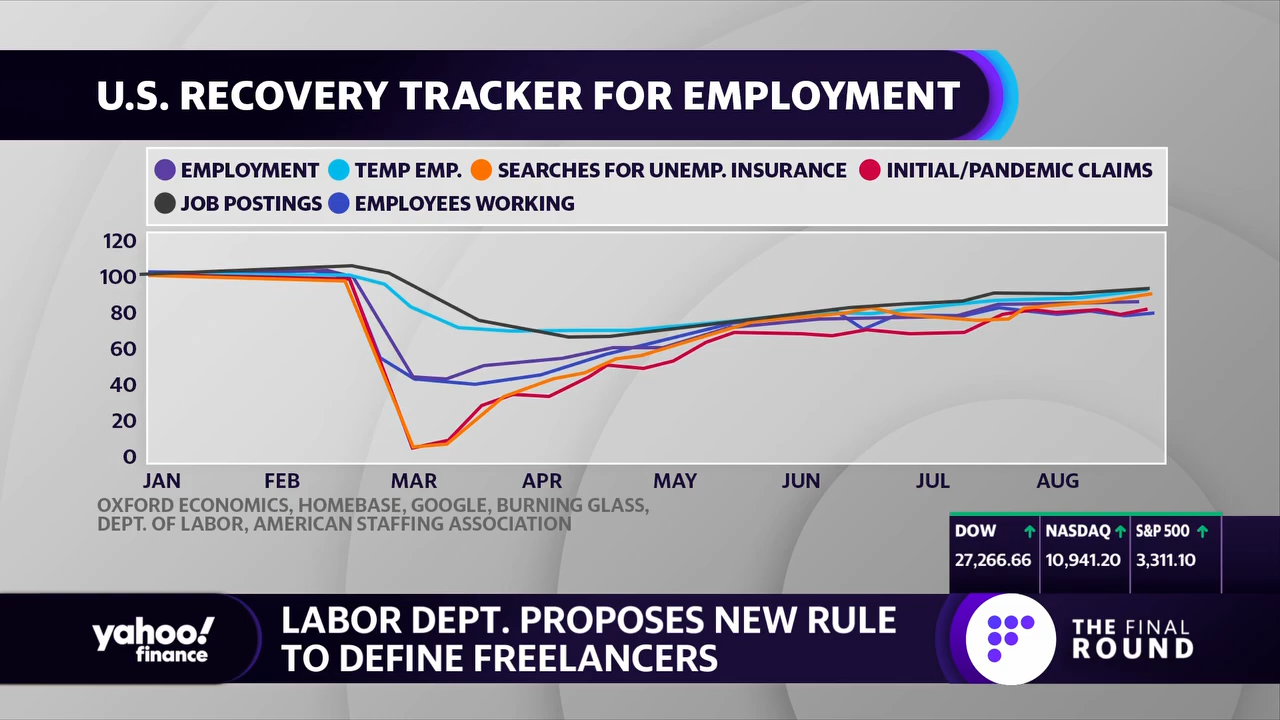 U.S. RECOVERY TRACKER FOR EMPLOYMENT
EMPLOYMENT TEMP EMP. SEARCHES FOR UNEMP. INSURANCE INITIAL/PANDEMIC CLAIMS
JOB POSTINGS EMPLOYEES WORKING
120
100
80
60
40
20
0
JAN FEB MAR APR MAY JUN JUL AUG
OXFORD ECONOMICS, HOMEBASE, GOOGLE, BURNING GLASS,
DEPT. OF LABOR, AMERICAN STAFFING ASSOCIATION
DOW NASDAQ S&P 500
27,266.66 10,941.20 3,311.10
yahoo!
finance
LABOR DEPT. PROPOSES NEW RULE
TO DEFINE FREELANCERS
THE FINAL
ROUND